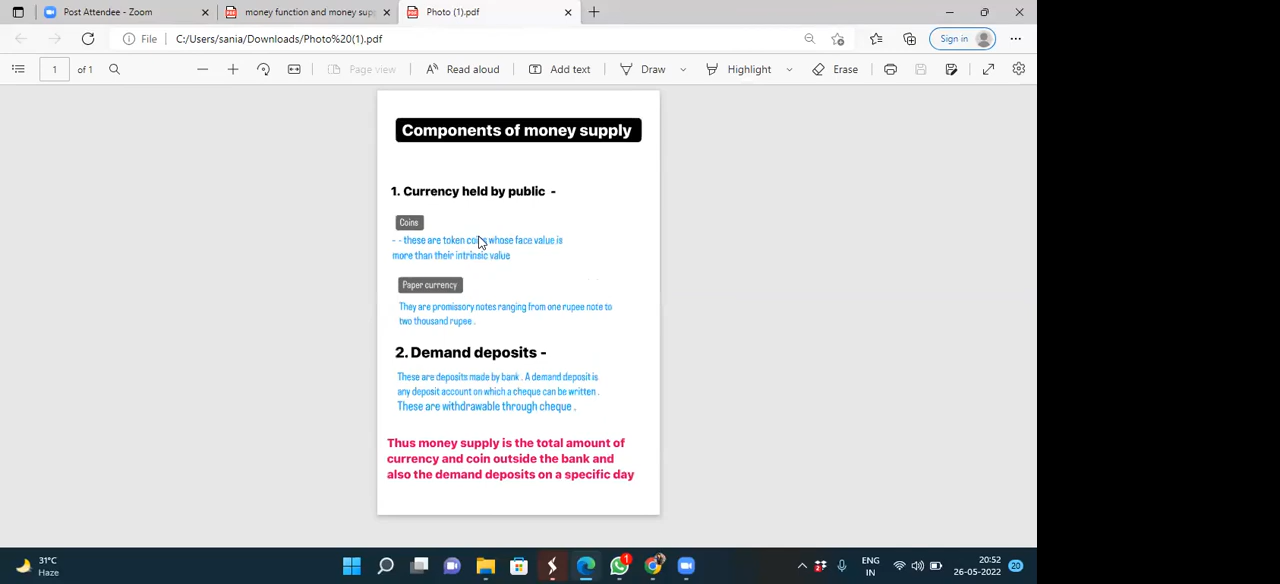 Post Attendee - Zoom
money function and money sup
Photo (1).pdf
File C:/Users/sania/Downloads/Photo%20(1).pdf
Sign in
1 of 1
Page view
Read aloud
Add text
Draw
Highlight
Erase
Components of money supply
1. Currency held by public -
Coins
- - these are token coins whose face value is
more than their intrinsic value
Paper currency
They are promissory notes ranging from one rupee note to
two thousand rupee .
2. Demand deposits -
These are deposits made by bank . A demand deposit is
any deposit account on which a cheque can be written .
These are withdrawable through cheque .
Thus money supply is the total amount of
currency and coin outside the bank and
also the demand deposits on a specific day
31°C
Haze
1
ENG
IN
20:52
26-05-2022
20